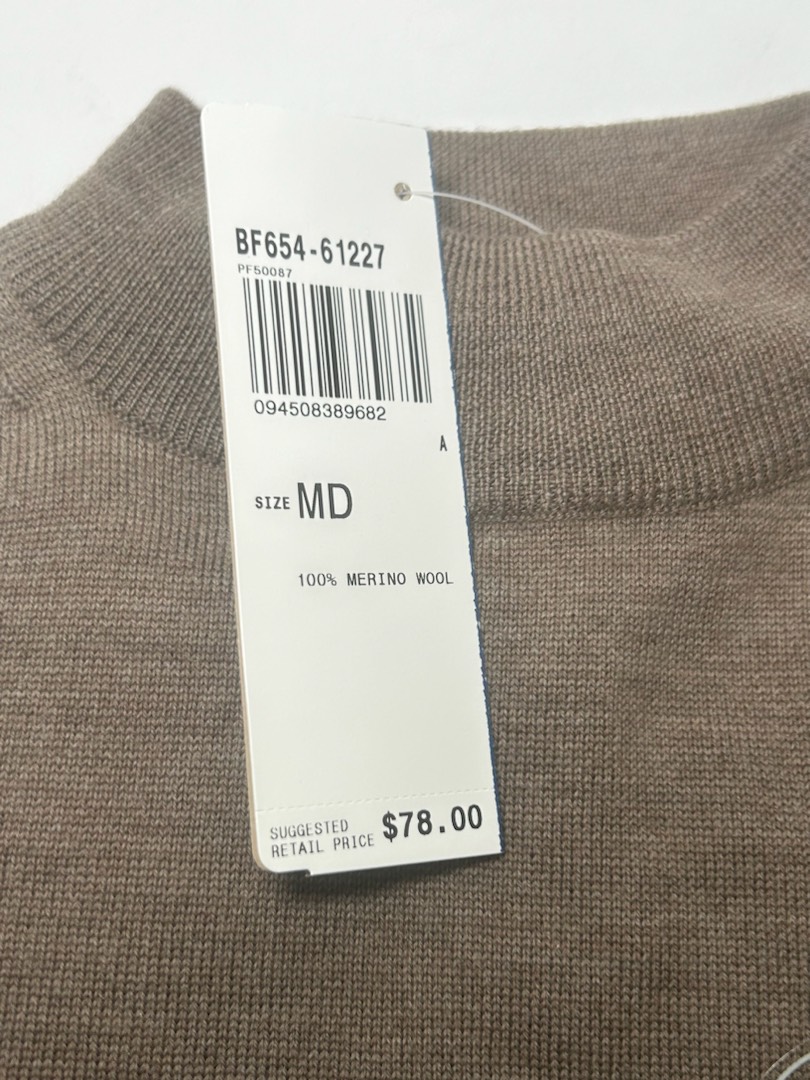 BF654-61227
PF50087
094508389682
A
SIZE MD
100% MERINO WOOL
SUGGESTED
RETAIL PRICE $78.00